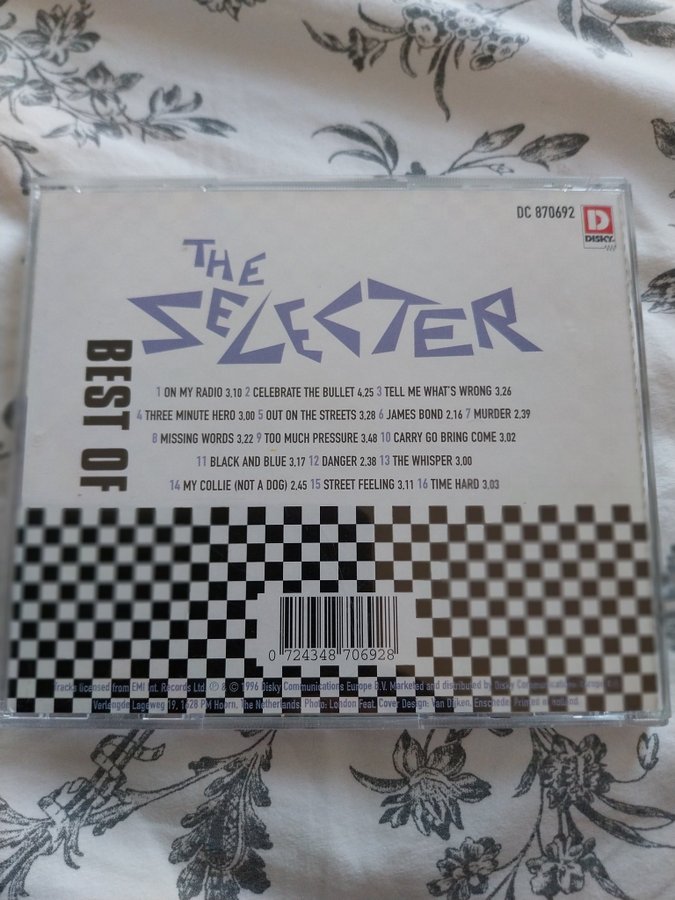 DC 870692
D
DISKY
THE
SELECTER
BEST OF
1 ON MY RADIO 3,10 2 CELEBRATE THE BULLET 4,25 3 TELL ME WHAT'S WRONG 3,26
4 THREE MINUTE HERO 3,00 5 OUT ON THE STREETS 3,28 6 JAMES BOND 2,16 7 MURDER 2,39
8 MISSING WORDS 3,22 9 TOO MUCH PRESSURE 3,48 10 CARRY GO BRING COME 3,02
11 BLACK AND BLUE 3,17 12 DANGER 2,38 13 THE WHISPER 3,00
14 MY COLLIE (NOT A DOG) 2,45 15 STREET FEELING 3,11 16 TIME HARD 3,03
0 724348 706928
Tracks licensed from EMI Int. Records Ltd. ℗ & © 1996 Disky Communications Europe B.V. Marketed and distributed by Disky Communications Europe
Verlengde Lageweg 19, 1628 PM Hoorn, The Netherlands. Photo: London Feat. Cover Design: Van Dijken, Enschede Printed in Holland.